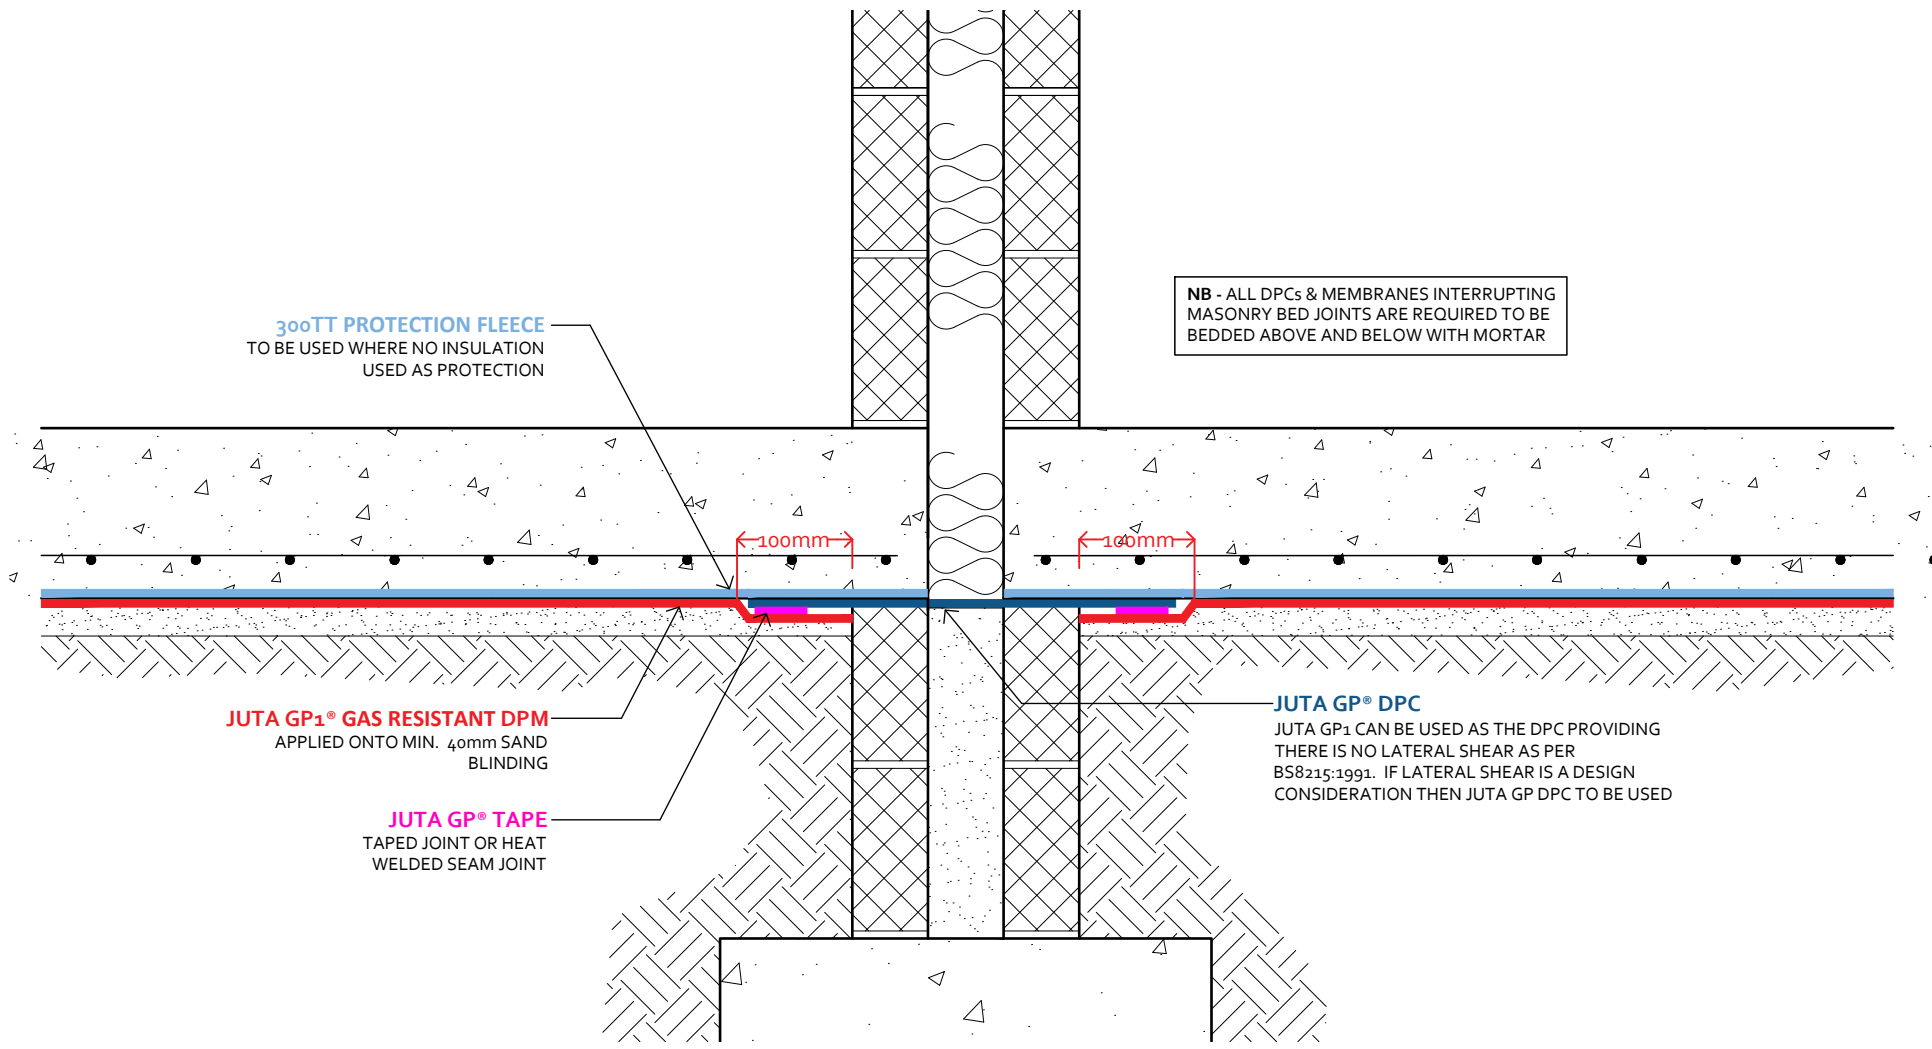 300TT PROTECTION FLEECE
TO BE USED WHERE NO INSULATION
USED AS PROTECTION
NB - ALL DPCs & MEMBRANES INTERRUPTING
MASONRY BED JOINTS ARE REQUIRED TO BE
BEDDED ABOVE AND BELOW WITH MORTAR
100mm
100mm
JUTA GP1® GAS RESISTANT DPM
APPLIED ONTO MIN. 40mm SAND
BLINDING
JUTA GP® TAPE
TAPED JOINT OR HEAT
WELDED SEAM JOINT
JUTA GP® DPC
JUTA GP1 CAN BE USED AS THE DPC PROVIDING
THERE IS NO LATERAL SHEAR AS PER
BS8215:1991. IF LATERAL SHEAR IS A DESIGN
CONSIDERATION THEN JUTA GP DPC TO BE USED